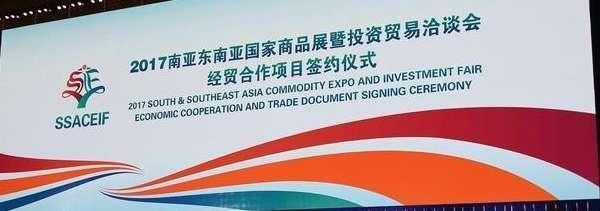 2017南亚东南亚国家商品展暨投资贸易洽谈会
经贸合作项目签约仪式
2017 SOUTH & SOUTHEAST ASIA COMMODITY EXPO AND INVESTMENT FAIR
ECONOMIC COOPERATION AND TRADE DOCUMENT SIGNING CEREMONY
SSACEIF